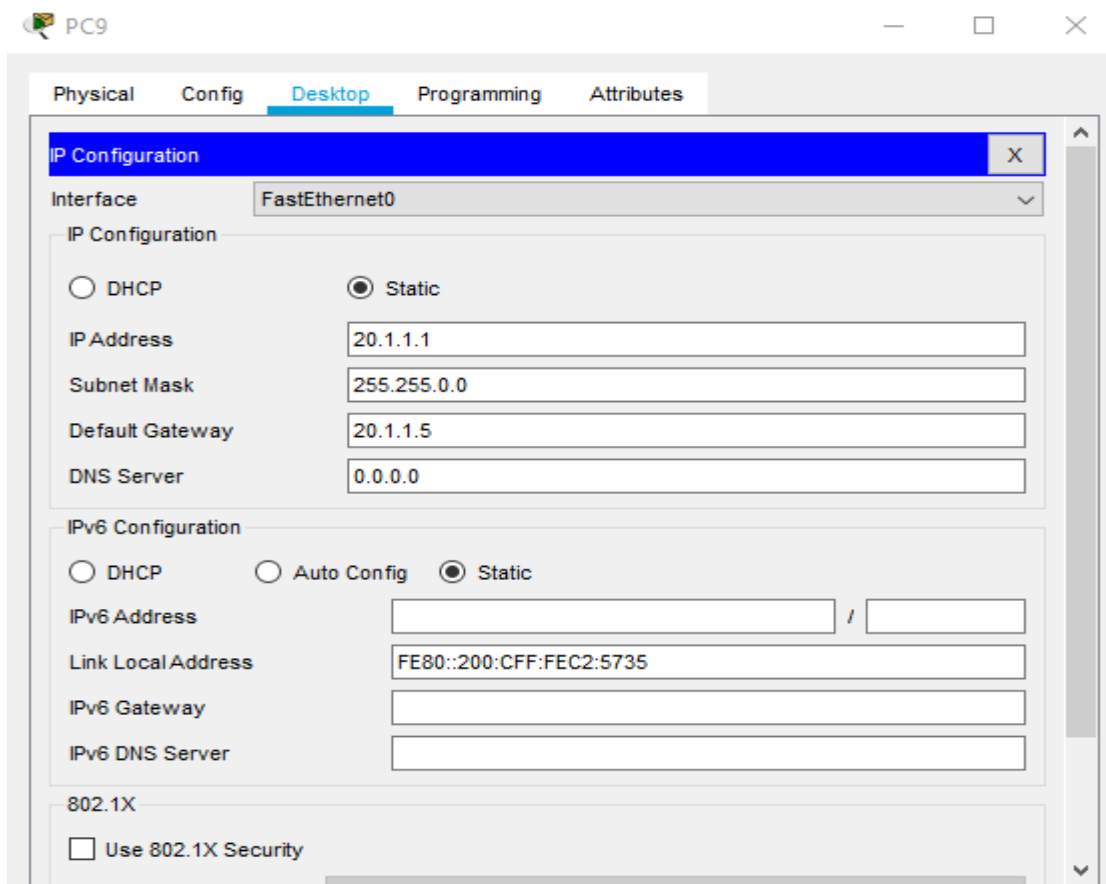 PC9
Physical Config Desktop Programming Attributes
IP Configuration X
Interface FastEthernet0
IP Configuration
DHCP Static
IP Address 20.1.1.1
Subnet Mask 255.255.0.0
Default Gateway 20.1.1.5
DNS Server 0.0.0.0
IPv6 Configuration
DHCP Auto Config Static
IPv6 Address /
Link Local Address FE80::200:CFF:FEC2:5735
IPv6 Gateway
IPv6 DNS Server
802.1X
Use 802.1X Security